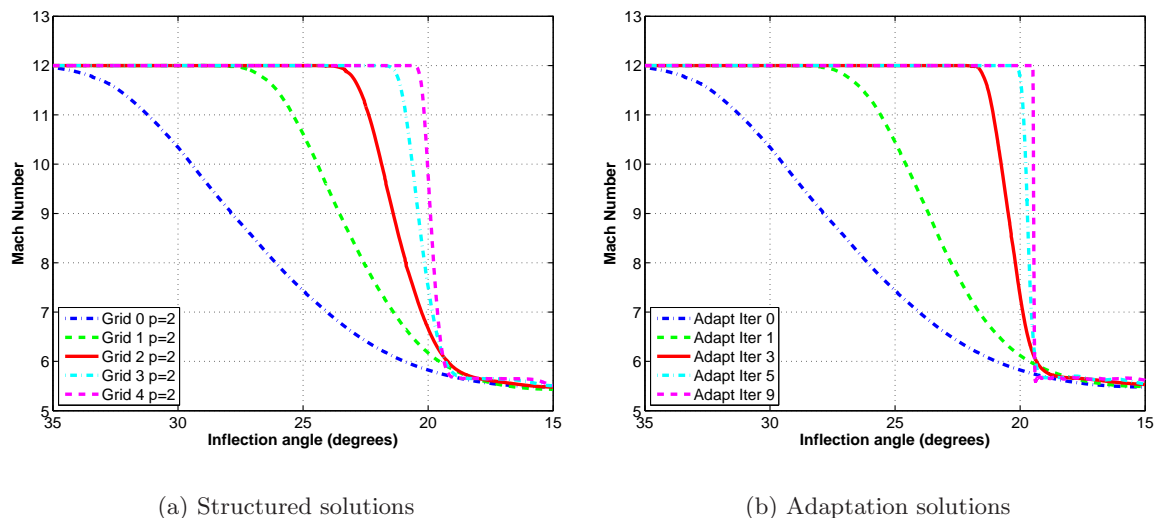 13
12
11
10
9
8
7
6
5
35
30
25
20
15
Mach Number
Inflection angle (degrees)
Grid 0 p=2
Grid 1 p=2
Grid 2 p=2
Grid 3 p=2
Grid 4 p=2
(a) Structured solutions
13
12
11
10
9
8
7
6
5
35
30
25
20
15
Mach Number
Inflection angle (degrees)
Adapt Iter 0
Adapt Iter 1
Adapt Iter 3
Adapt Iter 5
Adapt Iter 9
(b) Adaptation solutions